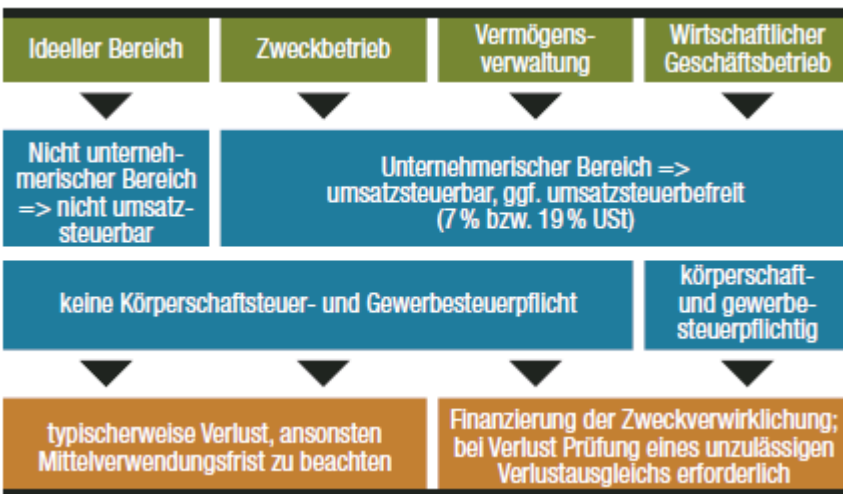 Ideeller Bereich
Zweckbetrieb
Vermögens-
verwaltung
Wirtschaftlicher
Geschäftsbetrieb
Nicht unterneh-
merischer Bereich
=> nicht umsatz-
steuerbar
Unternehmerischer Bereich =>
umsatzsteuerbar, ggf. umsatzsteuerbefreit
(7 % bzw. 19 % USt)
keine Körperschaftsteuer- und Gewerbesteuerpflicht
körperschaft-
und gewerbe-
steuerpflichtig
typischerweise Verlust, ansonsten
Mittelverwendungsfrist zu beachten
Finanzierung der Zweckverwirklichung;
bei Verlust Prüfung eines unzulässigen
Verlustausgleichs erforderlich